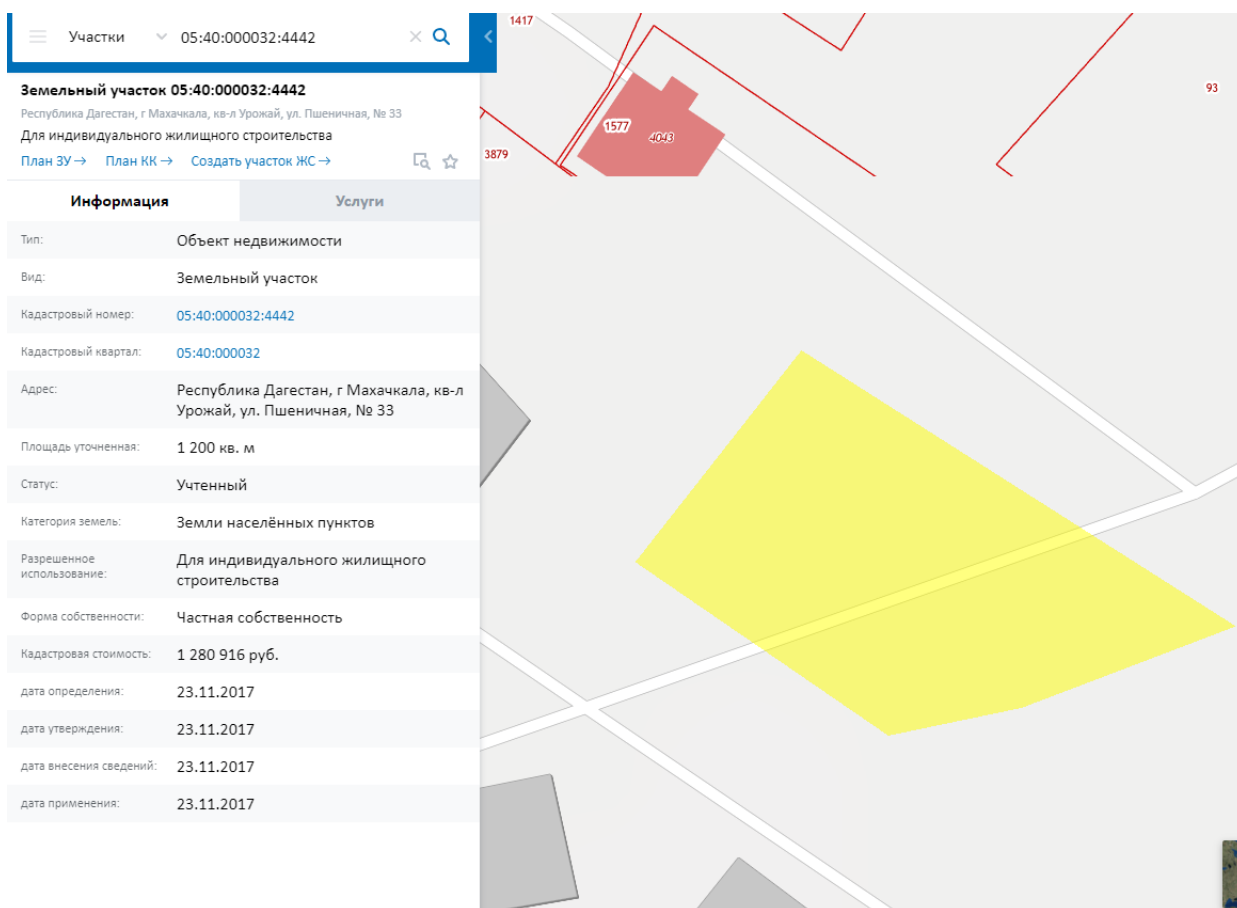 Участки 05:40:000032:4442
Земельный участок 05:40:000032:4442
Республика Дагестан, г Махачкала, кв-л Урожай, ул. Пшеничная, № 33
Для индивидуального жилищного строительства
План ЗУ → План КК → Создать участок ЖС →
Информация Услуги
Тип: Объект недвижимости
Вид: Земельный участок
Кадастровый номер: 05:40:000032:4442
Кадастровый квартал: 05:40:000032
Адрес: Республика Дагестан, г Махачкала, кв-л
Урожай, ул. Пшеничная, № 33
Площадь уточненная: 1 200 кв. м
Статус: Учтенный
Категория земель: Земли населённых пунктов
Разрешенное
использование:
Для индивидуального жилищного
строительства
Форма собственности: Частная собственность
Кадастровая стоимость: 1 280 916 руб.
дата определения: 23.11.2017
дата утверждения: 23.11.2017
дата внесения сведений: 23.11.2017
дата применения: 23.11.2017
1417
93
1577
4043
3879